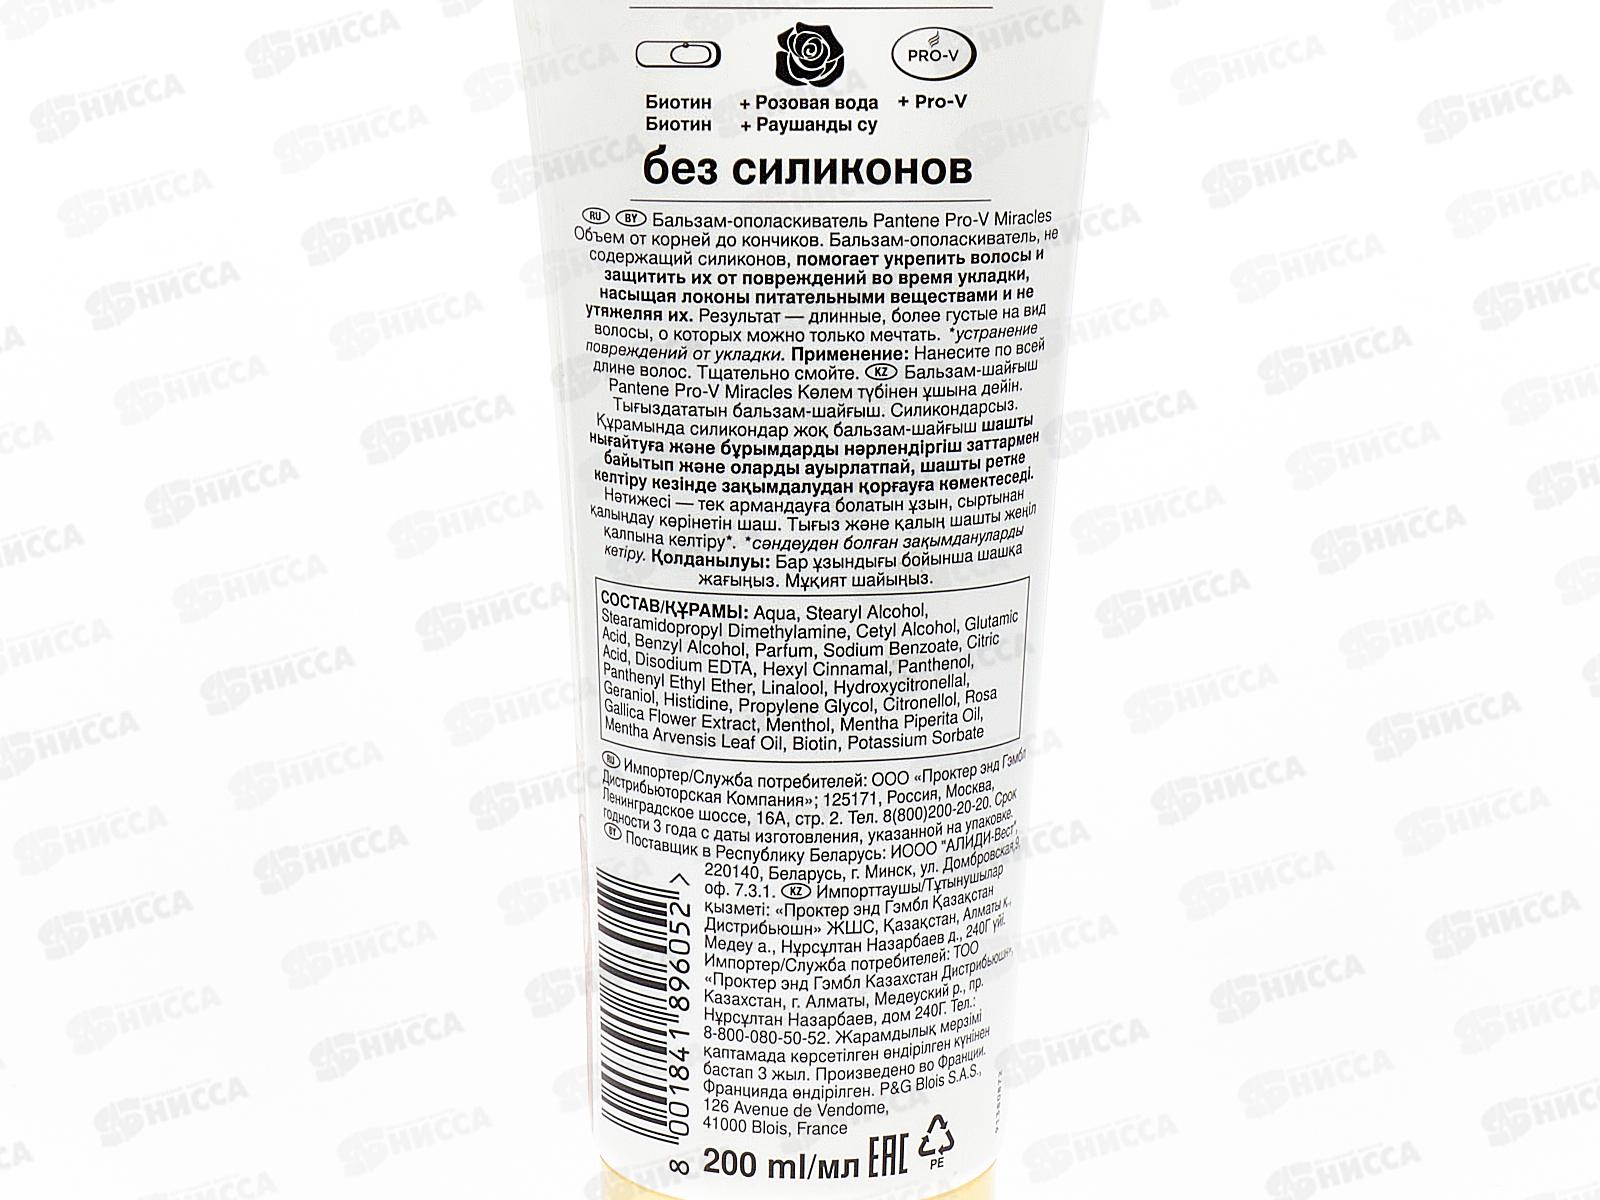 PRO-V
Биотин + Розовая вода + Pro-V
Биотин + Раушанды су
без силиконов
RU BY Бальзам-ополаскиватель Pantene Pro-V Miracles
Объем от корней до кончиков. Бальзам-ополаскиватель, не
содержащий силиконов, помогает укрепить волосы и
защитить их от повреждений во время укладки,
насыщая локоны питательными веществами и не
утяжеляя их. Результат — длинные, более густые на вид
волосы, о которых можно только мечтать. *устранение
повреждений от укладки. Применение: Нанесите по всей
длине волос. Тщательно смойте. KZ Бальзам-шайғыш
Pantene Pro-V Miracles Көлем түбінен ұшына дейін.
Тығыздататын бальзам-шайғыш. Силикондарсыз.
Құрамында силикондар жоқ бальзам-шайғыш шашты
нығайтуға және бұрымдарды нәрлендіргіш заттармен
байытып және оларды ауырлатпай, шашты ретке
келтіру кезінде зақымдалудан қорғауға көмектеседі.
Нәтижесі — тек армандауға болатын ұзын, сыртынан
қалыңдау көрінетін шаш. Тығыз және қалың шашты жеңіл
қалпына келтіру*. *сәндеуден болған зақымдануларды
кетіру. Қолданылуы: Бар ұзындығы бойынша шашқа
жағыңыз. Мұқият шайыңыз.
СОСТАВ/ҚҰРАМЫ: Aqua, Stearyl Alcohol,
Stearamidopropyl Dimethylamine, Cetyl Alcohol, Glutamic
Acid, Benzyl Alcohol, Parfum, Sodium Benzoate, Citric
Acid, Disodium EDTA, Hexyl Cinnamal, Panthenol,
Panthenyl Ethyl Ether, Linalool, Hydroxycitronellal,
Geraniol, Histidine, Propylene Glycol, Citronellol, Rosa
Gallica Flower Extract, Menthol, Mentha Piperita Oil,
Mentha Arvensis Leaf Oil, Biotin, Potassium Sorbate
RU Импортер/Служба потребителей: ООО «Проктер энд Гэмбл
Дистрибьюторская Компания»; 125171, Россия, Москва,
Ленинградское шоссе, 16А, стр. 2. Тел. 8(800)200-20-20. Срок
годности 3 года с даты изготовления, указанной на упаковке.
BY Поставщик в Республику Беларусь: ИООО "АЛИДИ-Вест",
220140, Беларусь, г. Минск, ул. Домбровская,9,
оф. 7.3.1. KZ Импорттаушы/Тұтынушылар
қызметі: «Проктер энд Гэмбл Қазақстан
Дистрибьюшн» ЖШС, Қазақстан, Алматы қ.,
Медеу а., Нұрсұлтан Назарбаев д., 240Г үйі.
Импортер/Служба потребителей: ТОО
«Проктер энд Гэмбл Казахстан Дистрибьюшн»,
Казахстан, г. Алматы, Медеуский р., пр.
Нұрсұлтан Назарбаев, дом 240Г. Тел.:
8-800-080-50-52. Жарамдылық мерзімі
қаптамада көрсетілген өндірілген күнінен
бастап 3 жыл. Произведено во Франции.
Францияда өндірілген. P&G Blois S.A.S.,
126 Avenue de Vendome,
41000 Blois, France
8 001841 896052 >
200 ml/мл EAC PE
НИССА